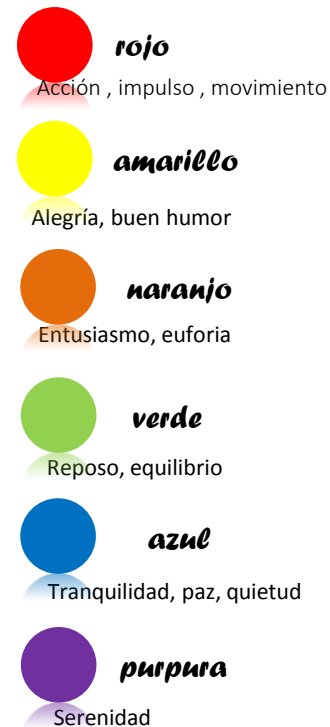 rojo
Acción , impulso , movimiento
amarillo
Alegría, buen humor
naranjo
Entusiasmo, euforia
verde
Reposo, equilibrio
azul
Tranquilidad, paz, quietud
purpura
Serenidad